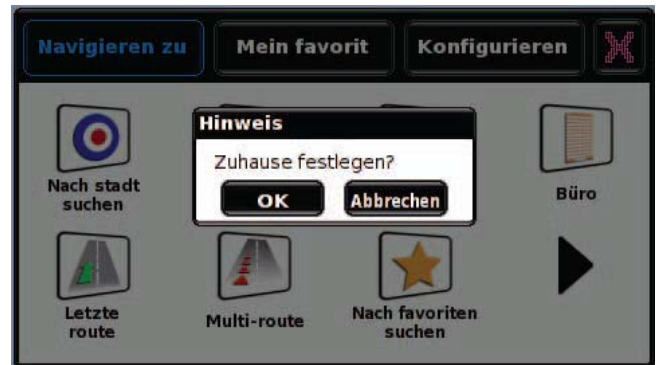 Navigieren zu
Mein favorit
Konfigurieren
Hinweis
Zuhause festlegen?
OK
Abbrechen
Nach stadt
suchen
Büro
Letzte
route
Multi-route
Nach favoriten
suchen